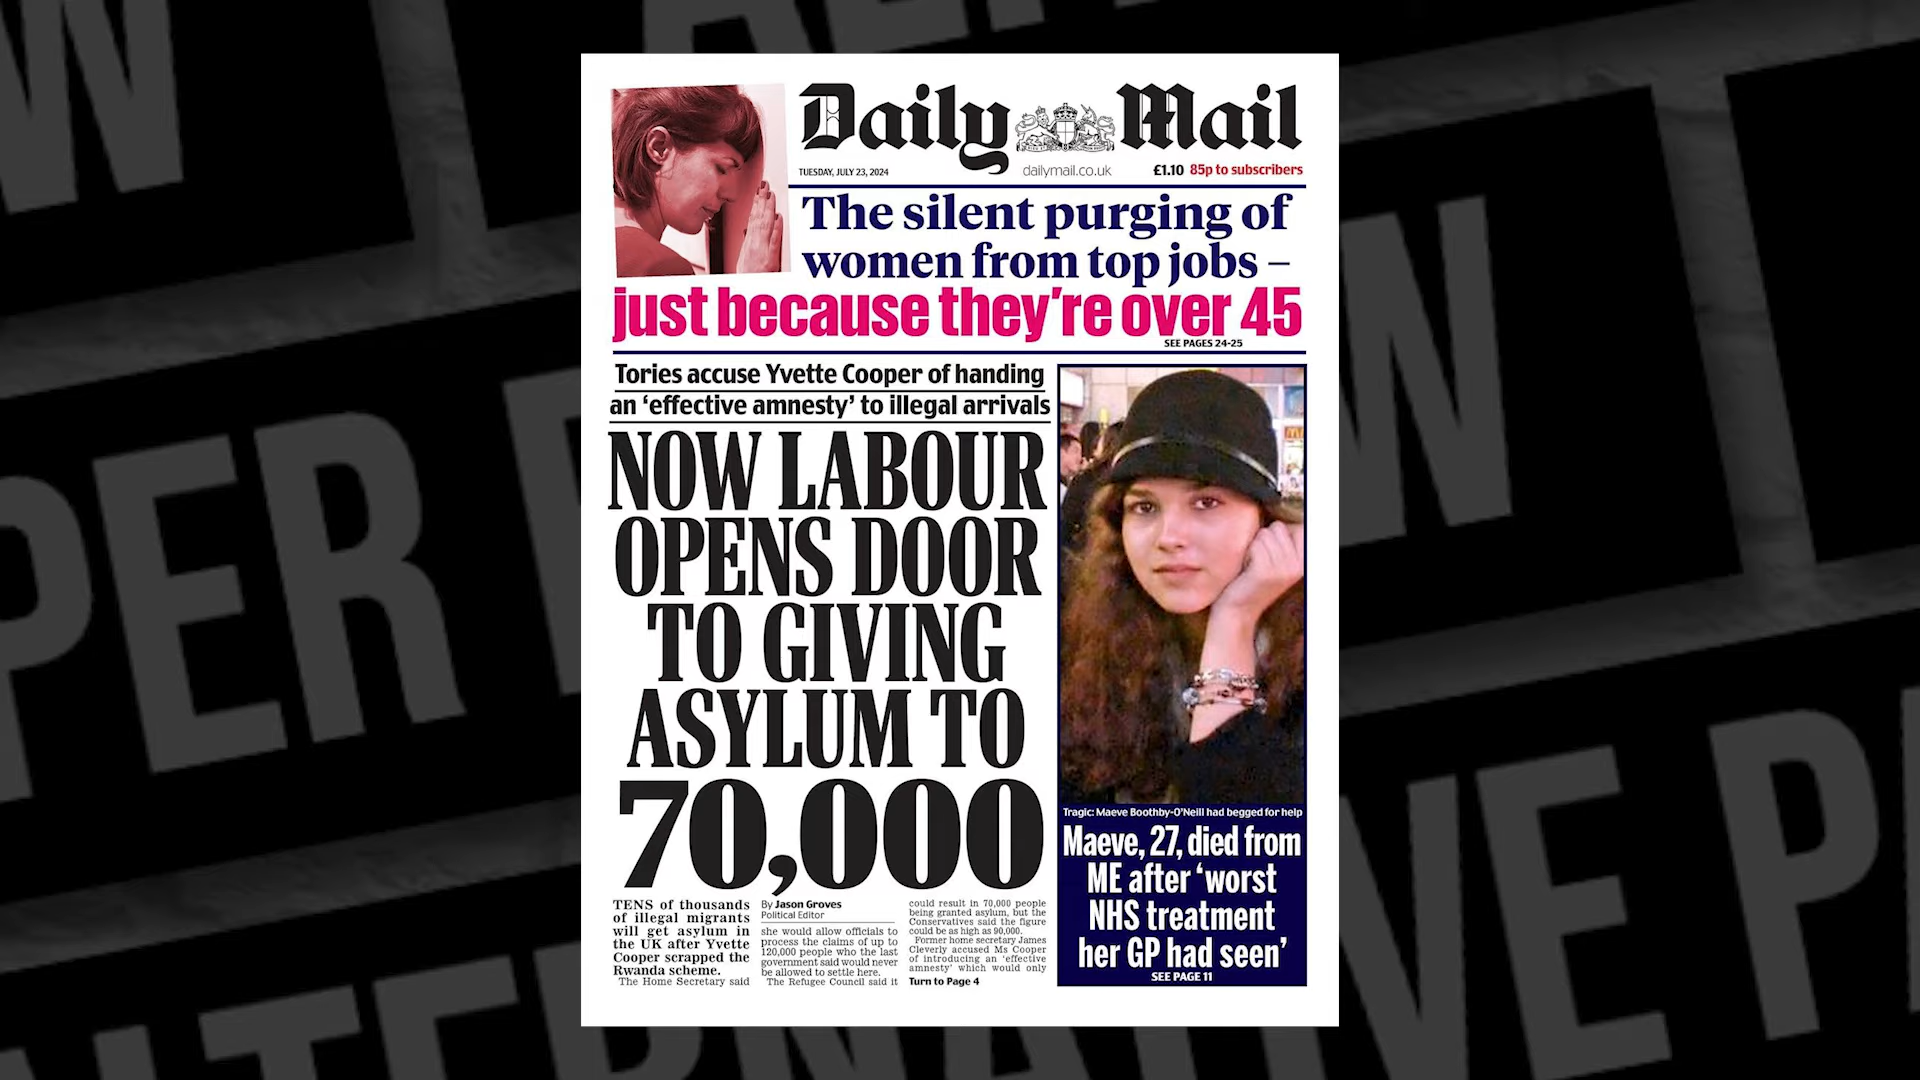 Daily Mail
TUESDAY, JULY 23, 2024
dailymail.co.uk
£1.10 85p to subscribers
The silent purging of
women from top jobs –
just because they're over 45
SEE PAGES 24-25
Tories accuse Yvette Cooper of handing
an ‘effective amnesty’ to illegal arrivals
NOW LABOUR
OPENS DOOR
TO GIVING
ASYLUM TO
70,000
TENS of thousands
of illegal migrants
will get asylum in
the UK after Yvette
Cooper scrapped the
Rwanda scheme.
The Home Secretary said
By Jason Groves
Political Editor
she would allow officials to
process the claims of up to
120,000 people who the last
government said would never
be allowed to settle here.
The Refugee Council said it
could result in 70,000 people
being granted asylum, but the
Conservatives said the figure
could be as high as 90,000.
Former home secretary James
Cleverly accused Ms Cooper
of introducing an ‘effective
amnesty’ which would only
Turn to Page 4
Tragic: Maeve Boothby-O’Neill had begged for help
Maeve, 27, died from
ME after ‘worst
NHS treatment
her GP had seen’
SEE PAGE 11
PER
ALTERNATIVE PA